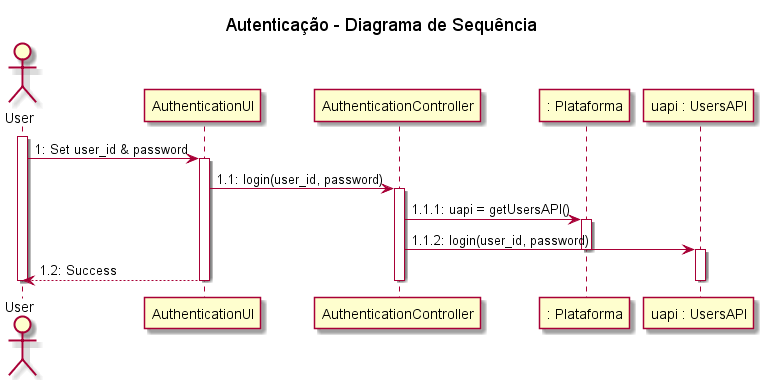 Autenticação - Diagrama de Sequência
User
AuthenticationUI
AuthenticationController
: Plataforma
uapi : UsersAPI
1: Set user_id & password
1.1: login(user_id, password)
1.1.1: uapi = getUsersAPI()
1.1.2: login(user_id, password)
1.2: Success
User
AuthenticationUI
AuthenticationController
: Plataforma
uapi : UsersAPI